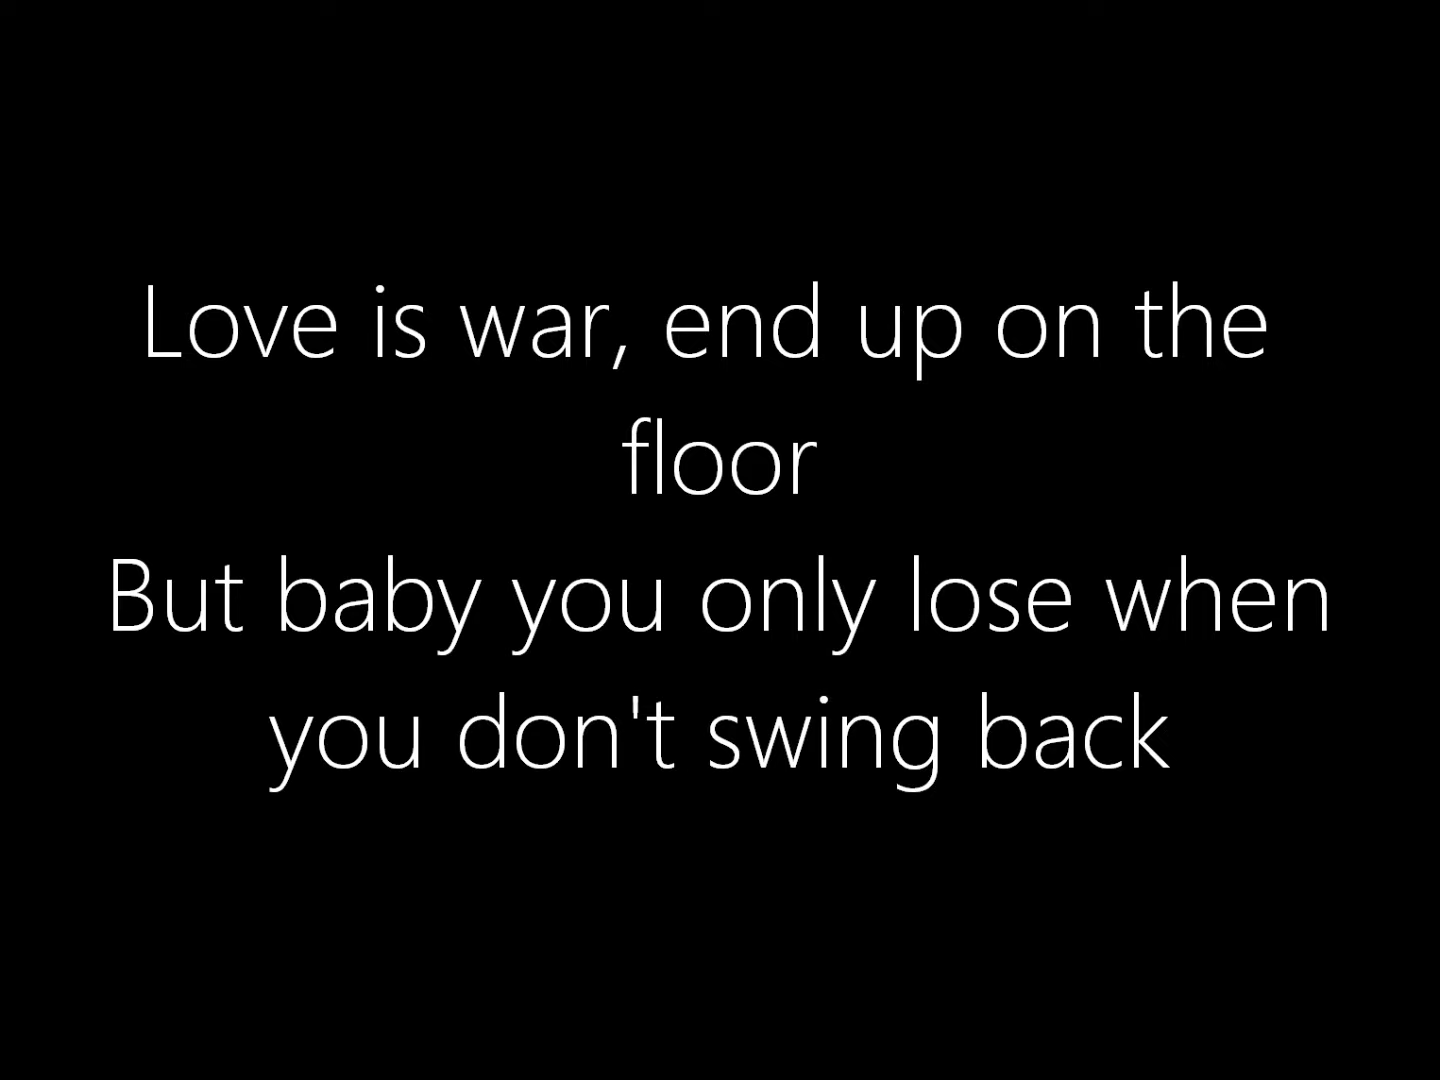 Love is war, end up on the
floor
But baby you only lose when
you don't swing back